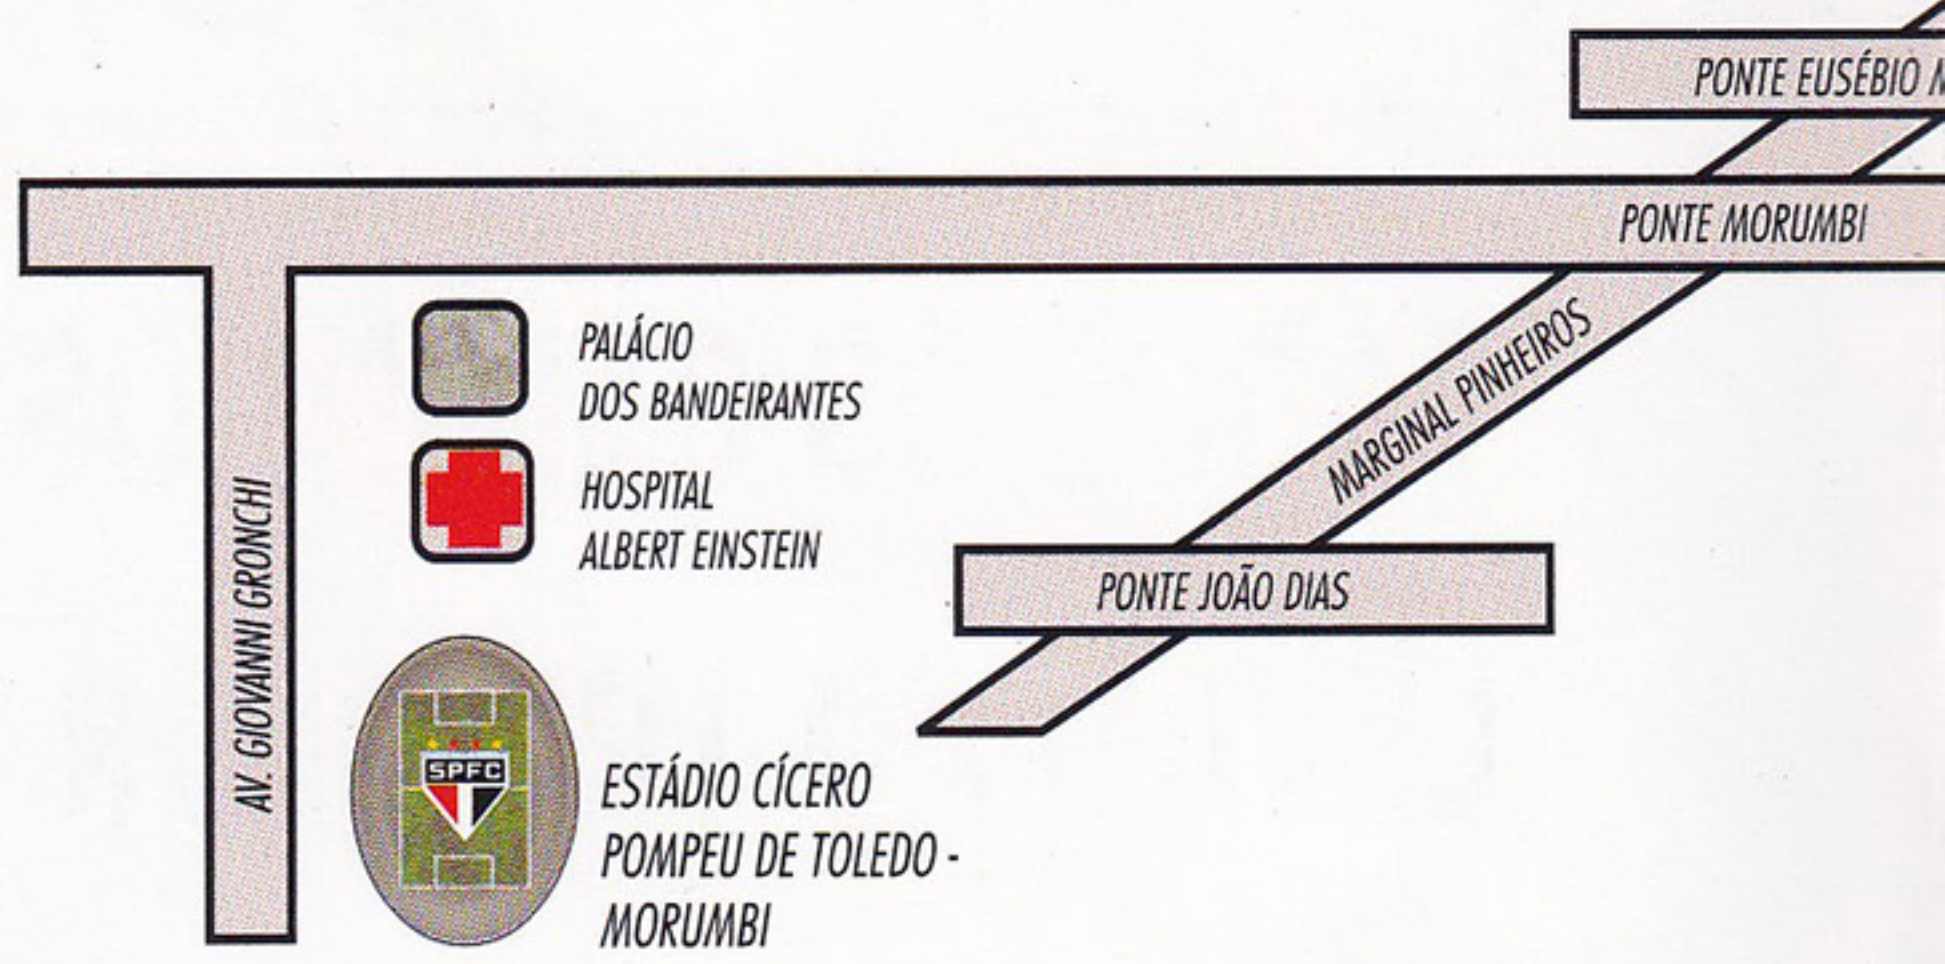 PONTE EUSÉBIO
PONTE MORUMBI
PALÁCIO
DOS BANDEIRANTES
MARGINAL PINHEIROS
HOSPITAL
ALBERT EINSTEIN
AV. GIOVANNI GRONCHI
PONTE JOÃO DIAS
SPFC
ESTÁDIO CÍCERO
POMPEU DE TOLEDO -
MORUMBI